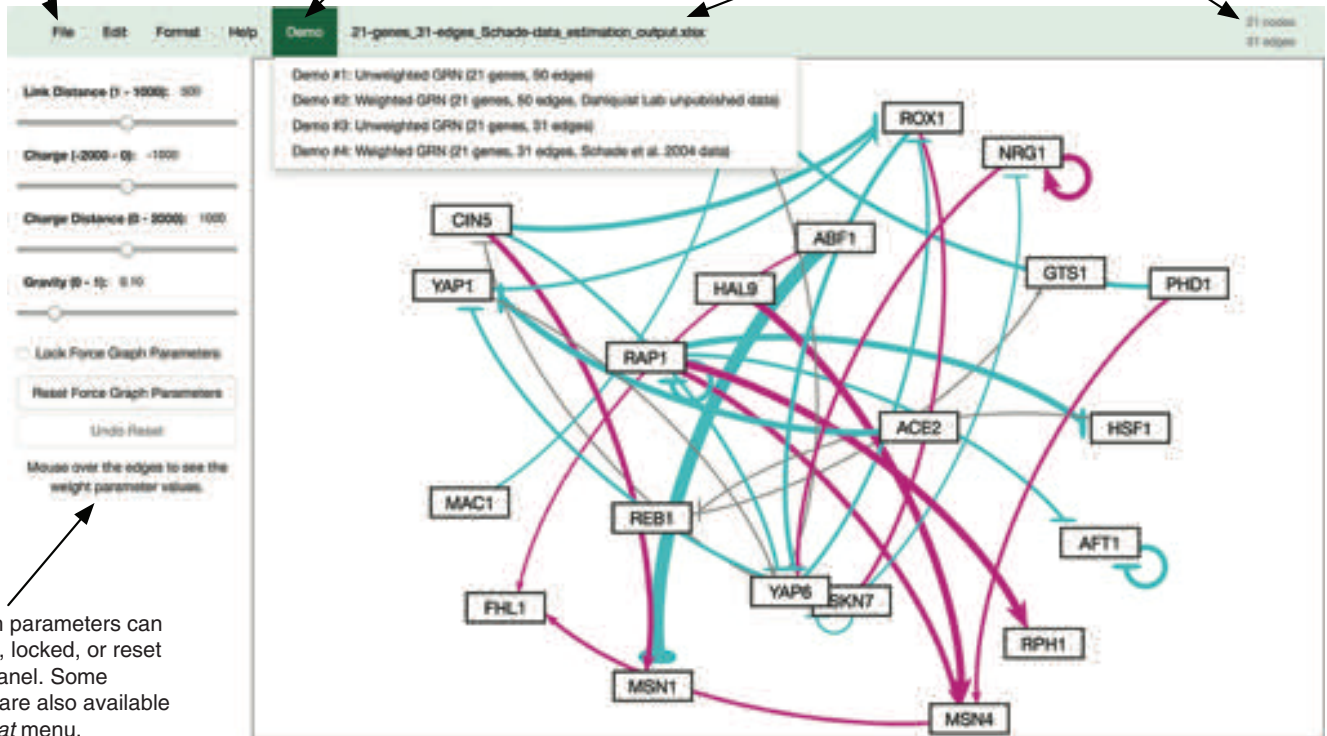 File Edit Format Help Demo 21-genes_31-edges_Schade-data_estimation_output.xlsx
21 nodes
31 edges
Demo #1: Unweighted GRN (21 genes, 50 edges)
Demo #2: Weighted GRN (21 genes, 50 edges, Dahlquist Lab unpublished data)
Demo #3: Unweighted GRN (21 genes, 31 edges)
Demo #4: Weighted GRN (21 genes, 31 edges, Schade et al. 2004 data)
Link Distance (1 - 1000): 500
Charge (-2000 - 0): -1000
Charge Distance (0 - 2000): 1000
Gravity (0 - 1): 0.10
Lock Force Graph Parameters
Reset Force Graph Parameters
Undo Reset
Mouse over the edges to see the
weight parameter values.
parameters can
, locked, or reset
anel. Some
are also available
at menu.
ROX1
NRG1
CIN5
ABF1
YAP1
HAL9
GTS1
PHD1
RAP1
ACE2
HSF1
MAC1
REB1
AFT1
YAP6
SKN7
FHL1
RPH1
MSN1
MSN4